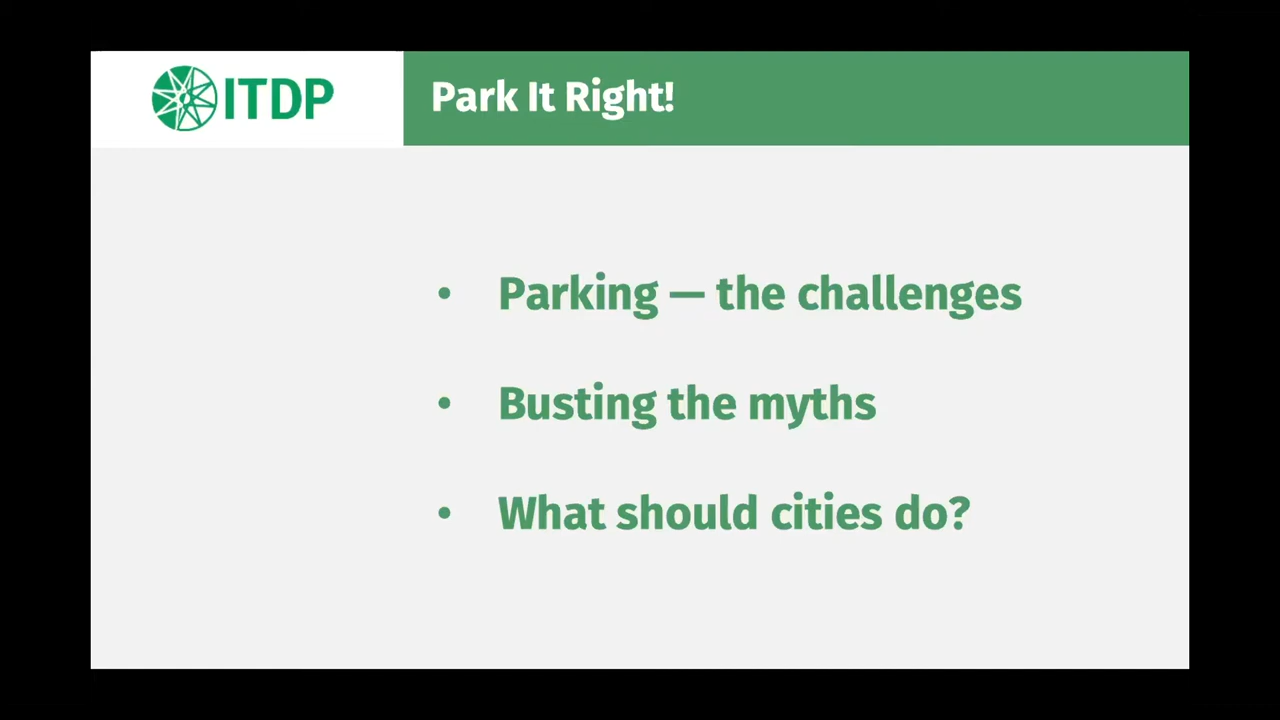 ITDP
Park It Right!
• Parking — the challenges
• Busting the myths
• What should cities do?